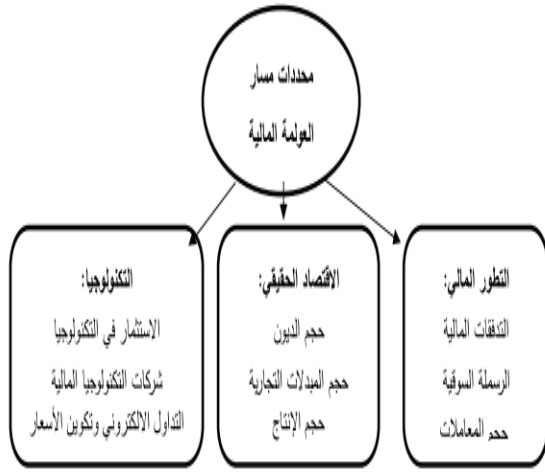 محددات مسار
العولمة المالية
التطور المالي:
التدفقات المالية
الرسملة السوقية
حجم المعاملات
الاقتصاد الحقيقي:
حجم الديون
حجم المبدلات التجارية
حجم الإنتاج
التكنولوجيا:
الاستثمار في التكنولوجيا
شركات التكنولوجيا المالية
التداول الالكتروني وتكوين الأسعار